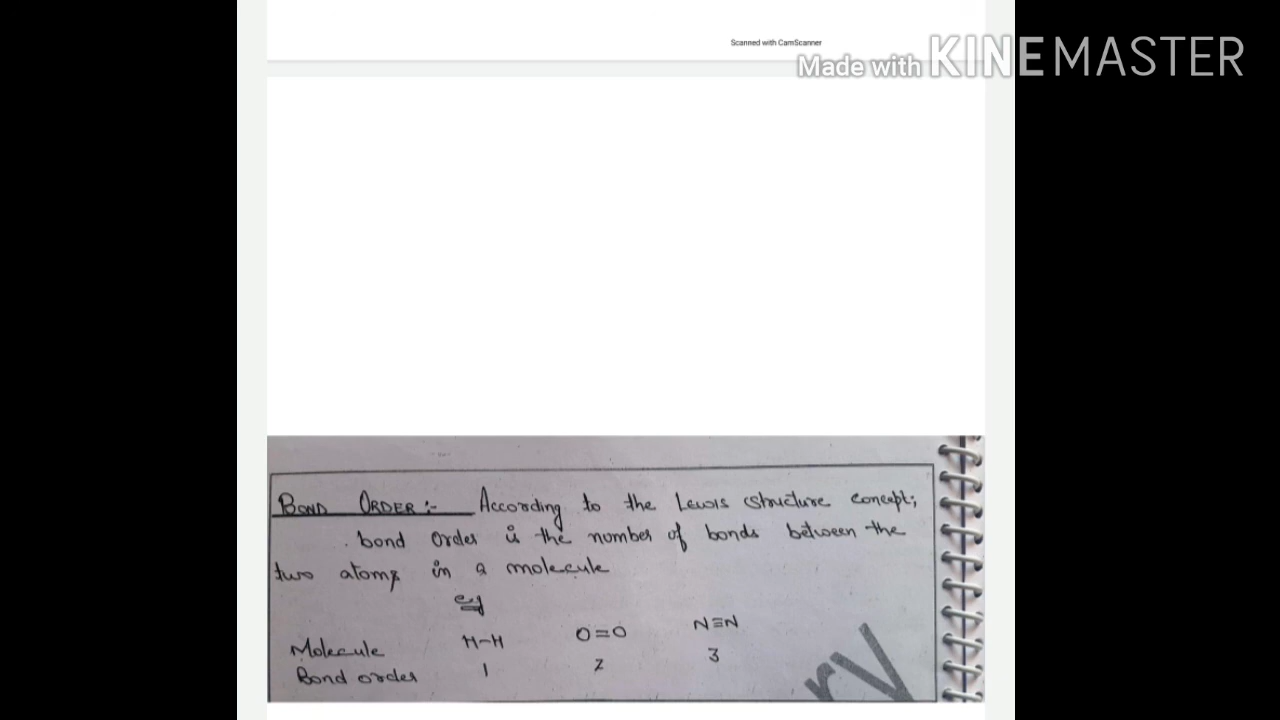 Scanned with CamScanner
Made with KINEMASTER
BOND ORDER :- According to the Lewis structure concept;
bond order is the number of bonds between the
two atoms in a molecule
eg
Molecule H-H O=O N≡N
Bond order 1 2 3